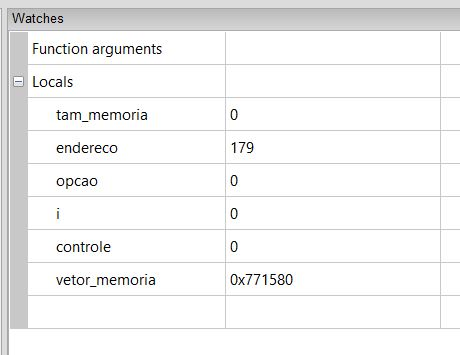 Watches
Function arguments
Locals
tam_memoria 0
endereco 179
opcao 0
i 0
controle 0
vetor_memoria 0x771580